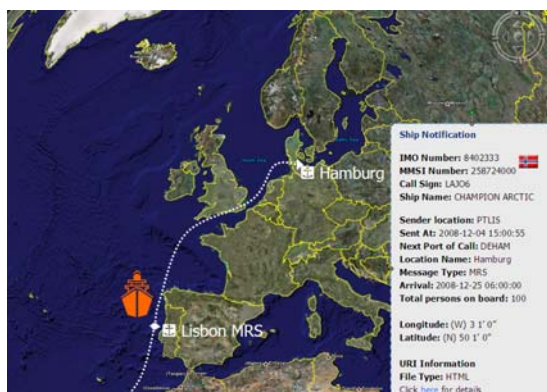 Hamburg
Lisbon MRS
Ship Notification
IMO Number: 8402333
MMSI Number: 258724000
Call Sign: LAJO6
Ship Name: CHAMPION ARCTIC
Sender location: PTLIS
Sent At: 2008-12-04 15:00:55
Next Port of Call: DEHAM
Location Name: Hamburg
Message Type: MRS
Arrival: 2008-12-25 06:00:00
Total persons on board: 100
Longitude: (W) 3 1' 0"
Latitude: (N) 50 1' 0"
URI Information
File Type: HTML
Click here for details